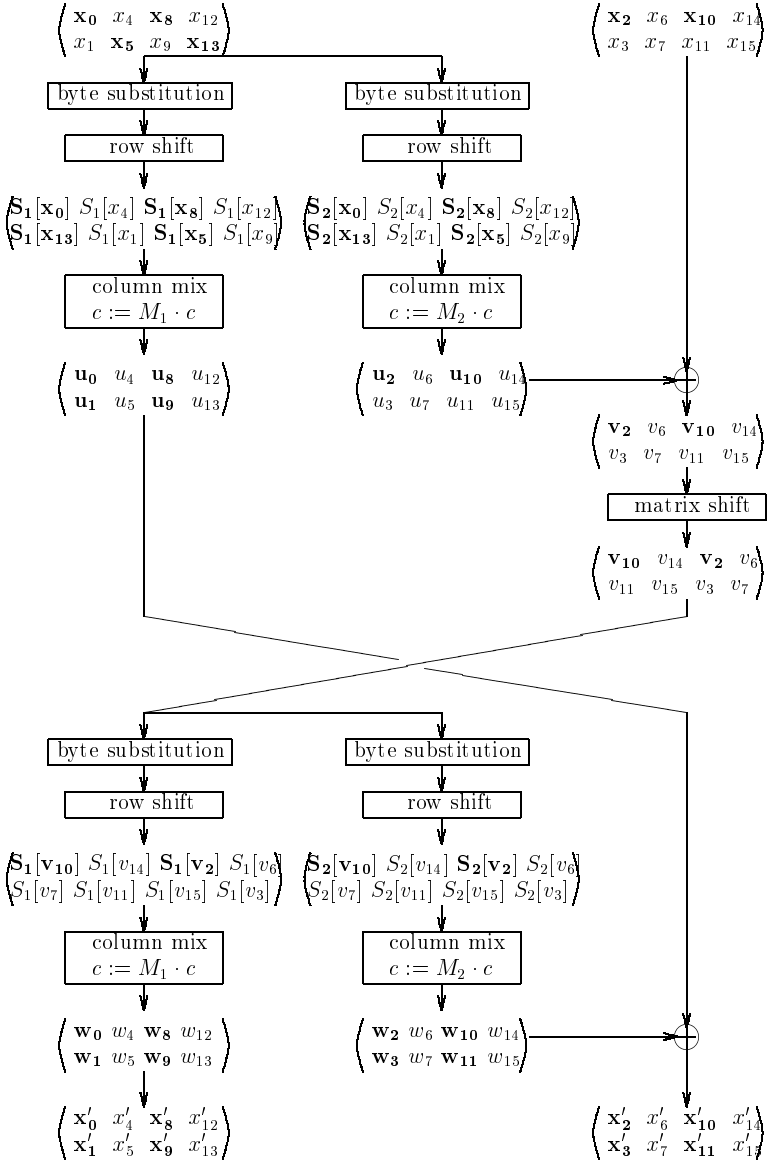 x0 x4 x8 x12 x2 x6 x10 x14
x1 x5 x9 x13 x3 x7 x11 x15
byte substitution byte substitution
row shift row shift
S1[x0] S1[x4] S1[x8] S1[x12] S2[x0] S2[x4] S2[x8] S2[x12]
S1[x13] S1[x1] S1[x5] S1[x9] S2[x13] S2[x1] S2[x5] S2[x9]
column mix column mix
c := M1 · c c := M2 · c
u0 u4 u8 u12 u2 u6 u10 u14
u1 u5 u9 u13 u3 u7 u11 u15
v2 v6 v10 v14
v3 v7 v11 v15
matrix shift
v10 v14 v2 v6
v11 v15 v3 v7
byte substitution byte substitution
row shift row shift
S1[v10] S1[v14] S1[v2] S1[v6] S2[v10] S2[v14] S2[v2] S2[v6]
S1[v7] S1[v11] S1[v15] S1[v3] S2[v7] S2[v11] S2[v15] S2[v3]
column mix column mix
c := M1 · c c := M2 · c
w0 w4 w8 w12 w2 w6 w10 w14
w1 w5 w9 w13 w3 w7 w11 w15
x′0 x′4 x′8 x′12 x′2 x′6 x′10 x′14
x′1 x′5 x′9 x′13 x′3 x′7 x′11 x′15